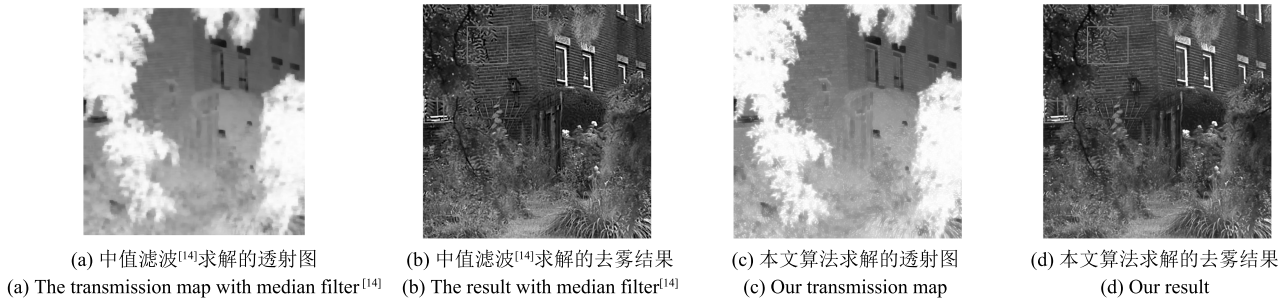 (a) 中值滤波[14]求解的透射图
(b) 中值滤波[14]求解的去雾结果
(c) 本文算法求解的透射图
(d) 本文算法求解的去雾结果
(a) The transmission map with median filter[14]
(b) The result with median filter[14]
(c) Our transmission map
(d) Our result